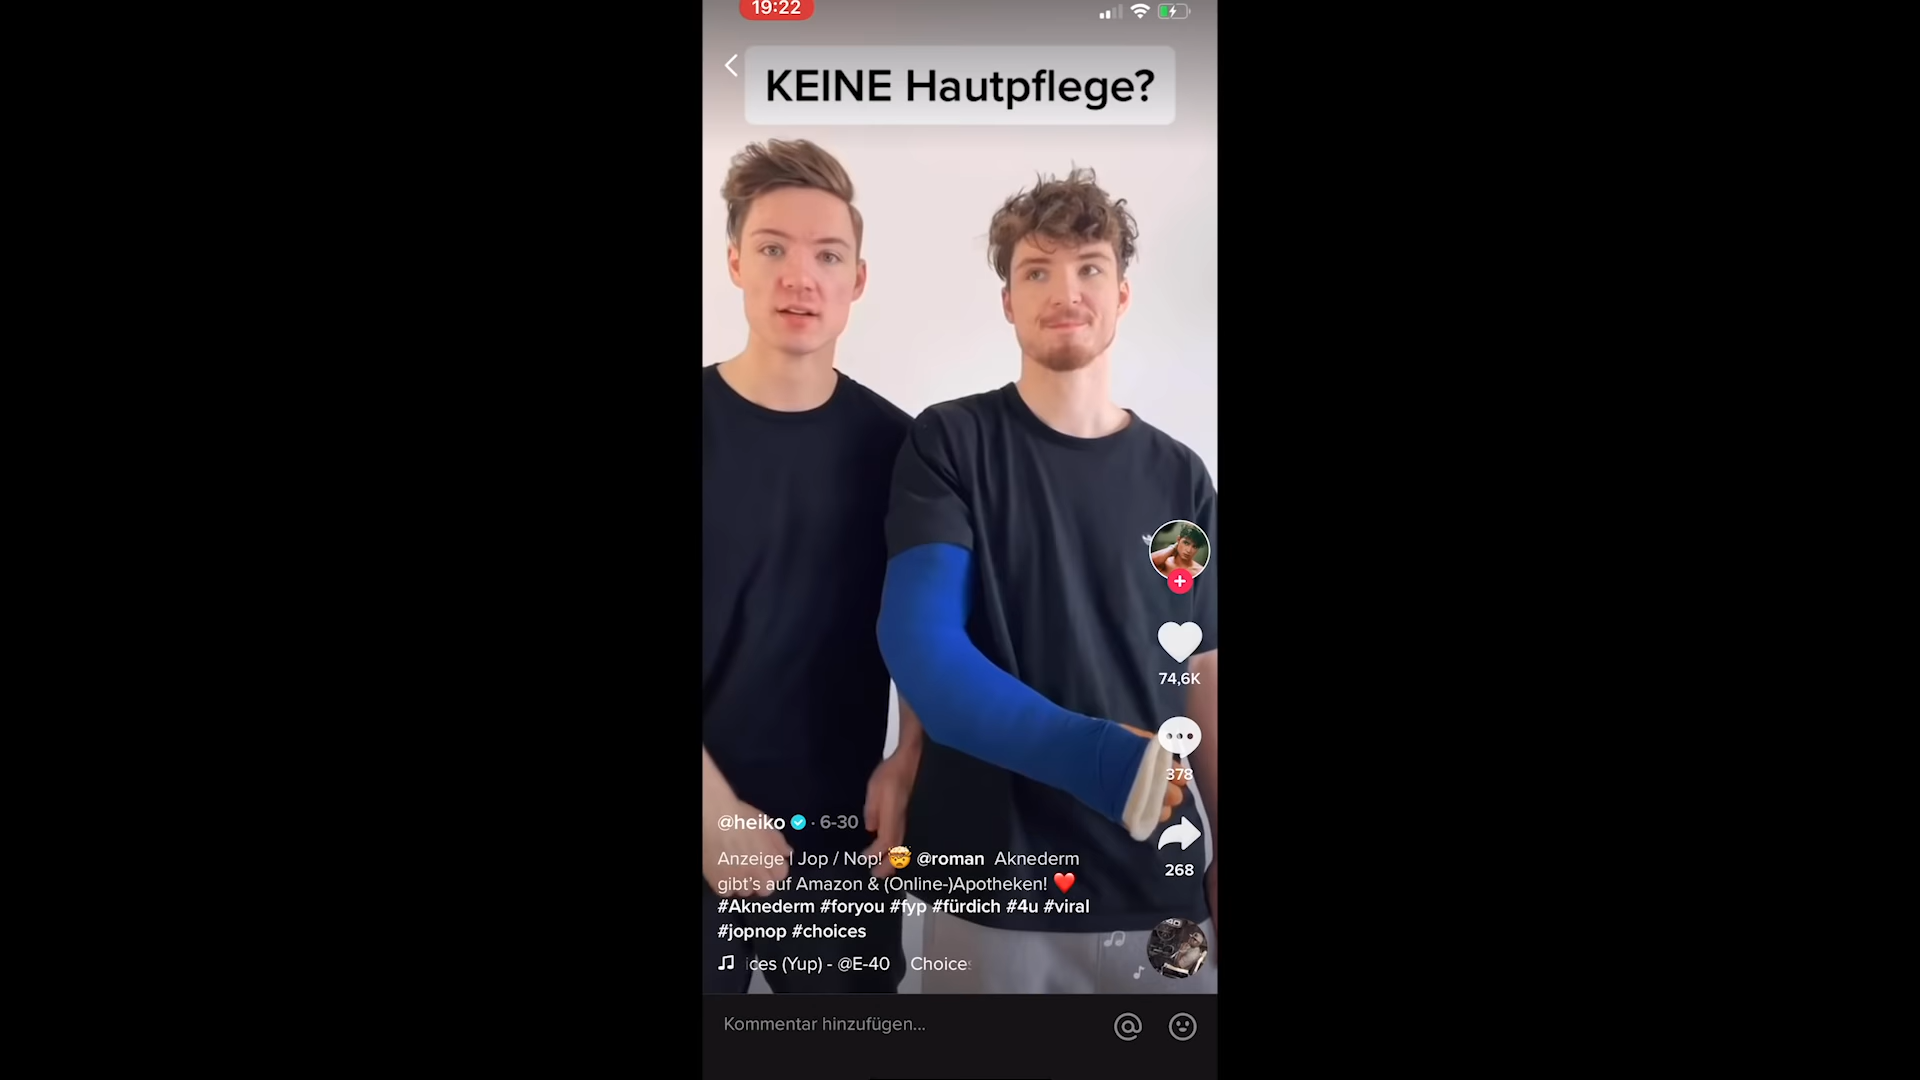 19:22
KEINE Hautpflege?
74,6K
378
268
@heiko · 6-30
Anzeige | Jop / Nop! 🤯 @roman Aknederm
gibt's auf Amazon & (Online-)Apotheken! ❤️
#Aknederm #foryou #fyp #fürdich #4u #viral
#jopnop #choices
ices (Yup) - @E-40 Choices
Kommentar hinzufügen...